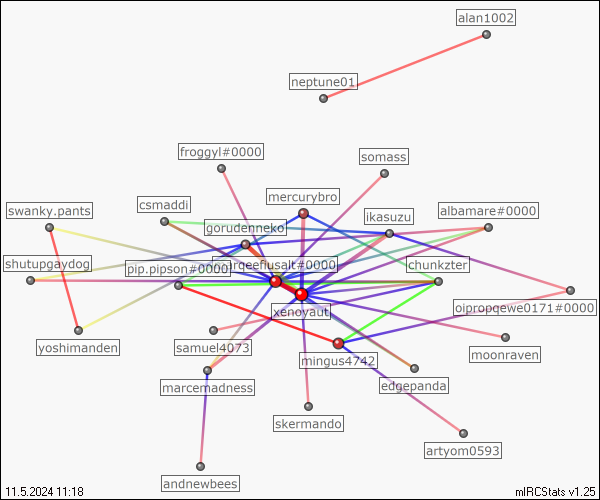 alan1002
neptune01
froggyl#0000
somass
csmaddi
mercurybro
swanky.pants
gorudenneko
ikasuzu
albamare#0000
shutupgaydog
pip.pipson#0000
chunkzter
xenoyaut
oipropqewe0171#0000
yoshimanden
samuel4073
mingus4742
moonraven
marcemadness
edgepanda
skermando
artyom0593
andnewbees
11.5.2024 11:18
mIRCStats v1.25